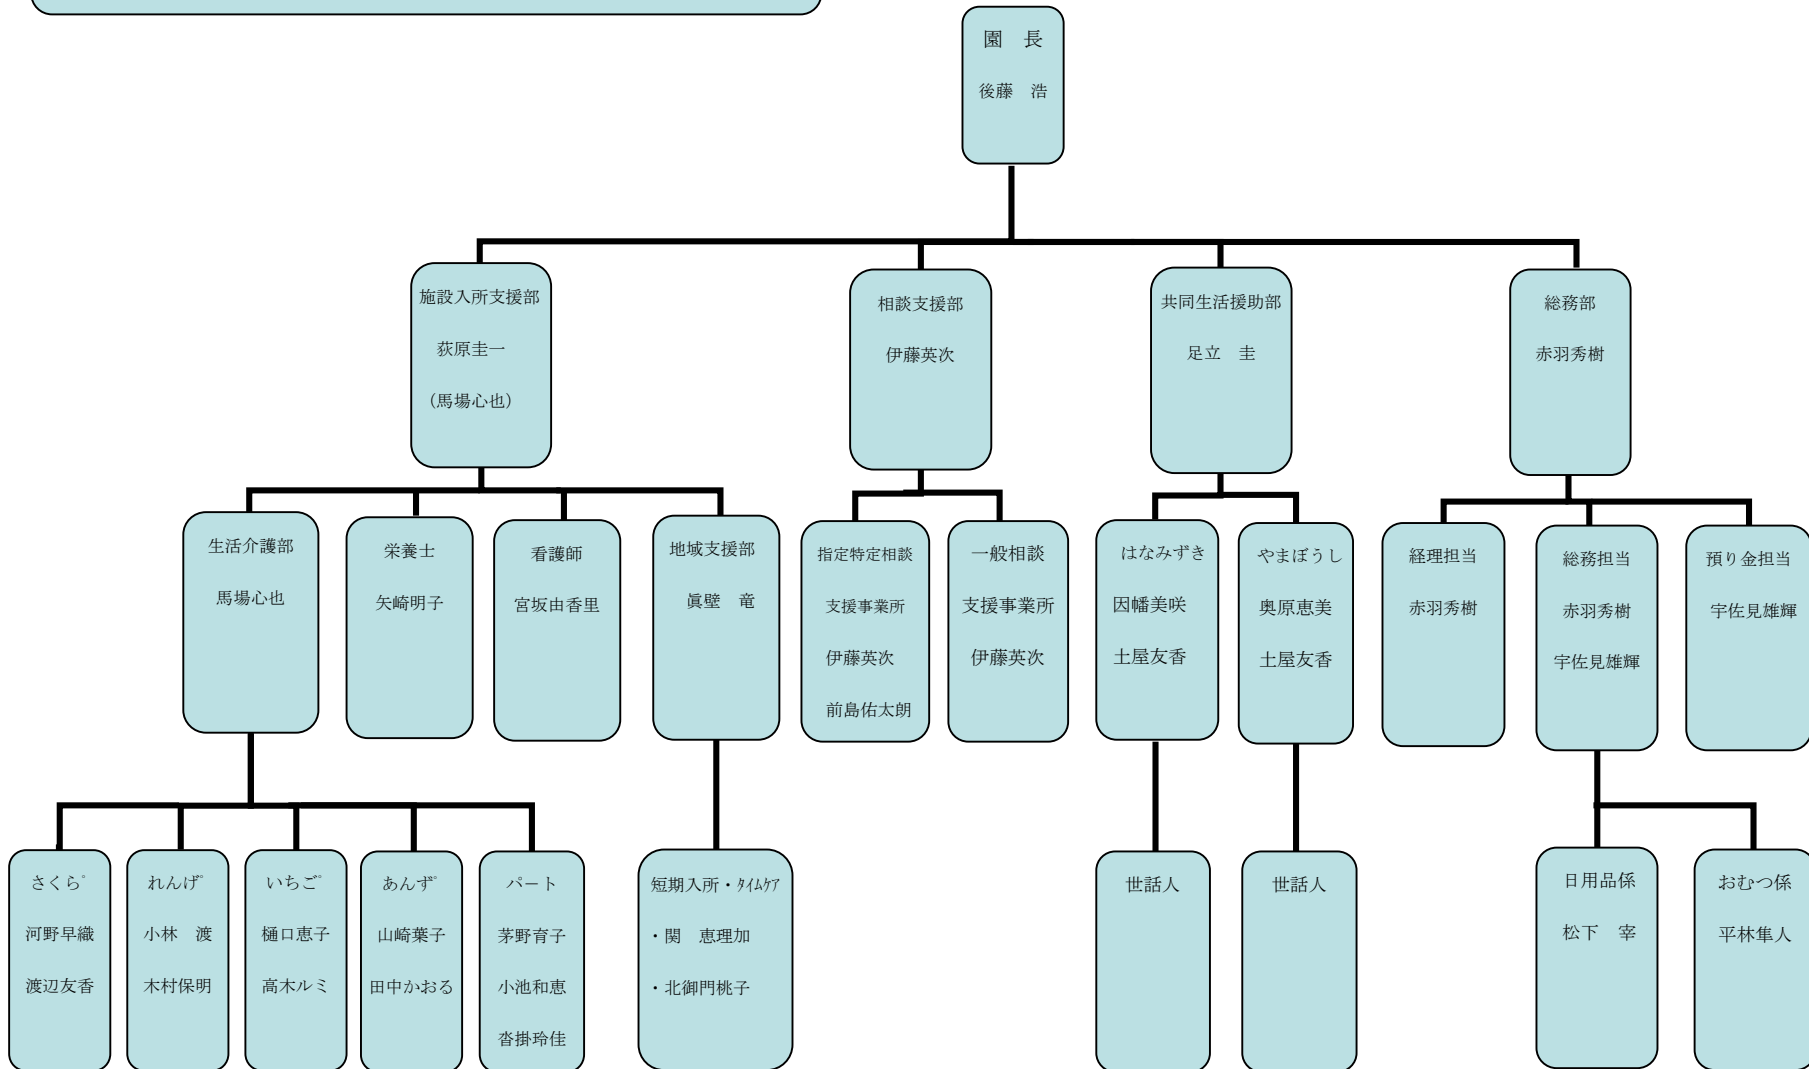 園　長
後藤　浩
施設入所支援部
荻原圭一
（馬場心也）
相談支援部
伊藤英次
共同生活援助部
足立　圭
総務部
赤羽秀樹
生活介護部
馬場心也
栄養士
矢崎明子
看護師
宮坂由香里
地域支援部
眞壁　竜
指定特定相談
支援事業所
伊藤英次
前島佑太朗
一般相談
支援事業所
伊藤英次
はなみずき
因幡美咲
土屋友香
やまぼうし
奥原恵美
土屋友香
経理担当
赤羽秀樹
総務担当
赤羽秀樹
宇佐見雄輝
預り金担当
宇佐見雄輝
さくら゜
河野早織
渡辺友香
れんげ゜
小林　渡
木村保明
いちご゜
樋口恵子
高木ルミ
あんず゜
山崎葉子
田中かおる
パート
茅野育子
小池和恵
沓掛玲佳
短期入所・ﾀｲﾑｹｱ
・関　恵理加
・北御門桃子
世話人
世話人
日用品係
松下　宰
おむつ係
平林隼人